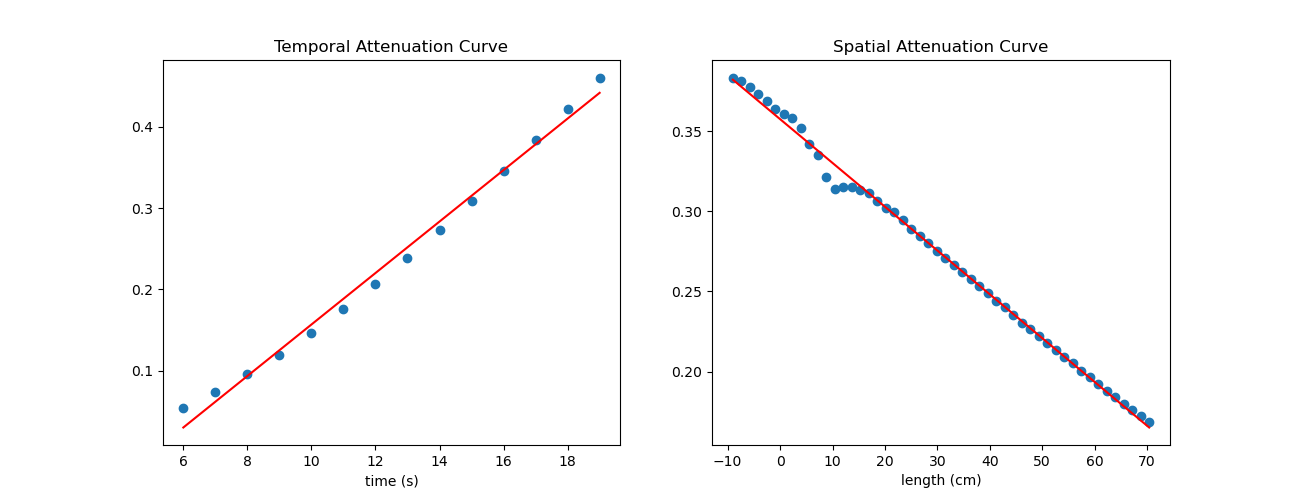 Temporal Attenuation Curve
0.4
0.3
0.2
0.1
6 8 10 12 14 16 18
time (s)
Spatial Attenuation Curve
0.35
0.30
0.25
0.20
−10 0 10 20 30 40 50 60 70
length (cm)